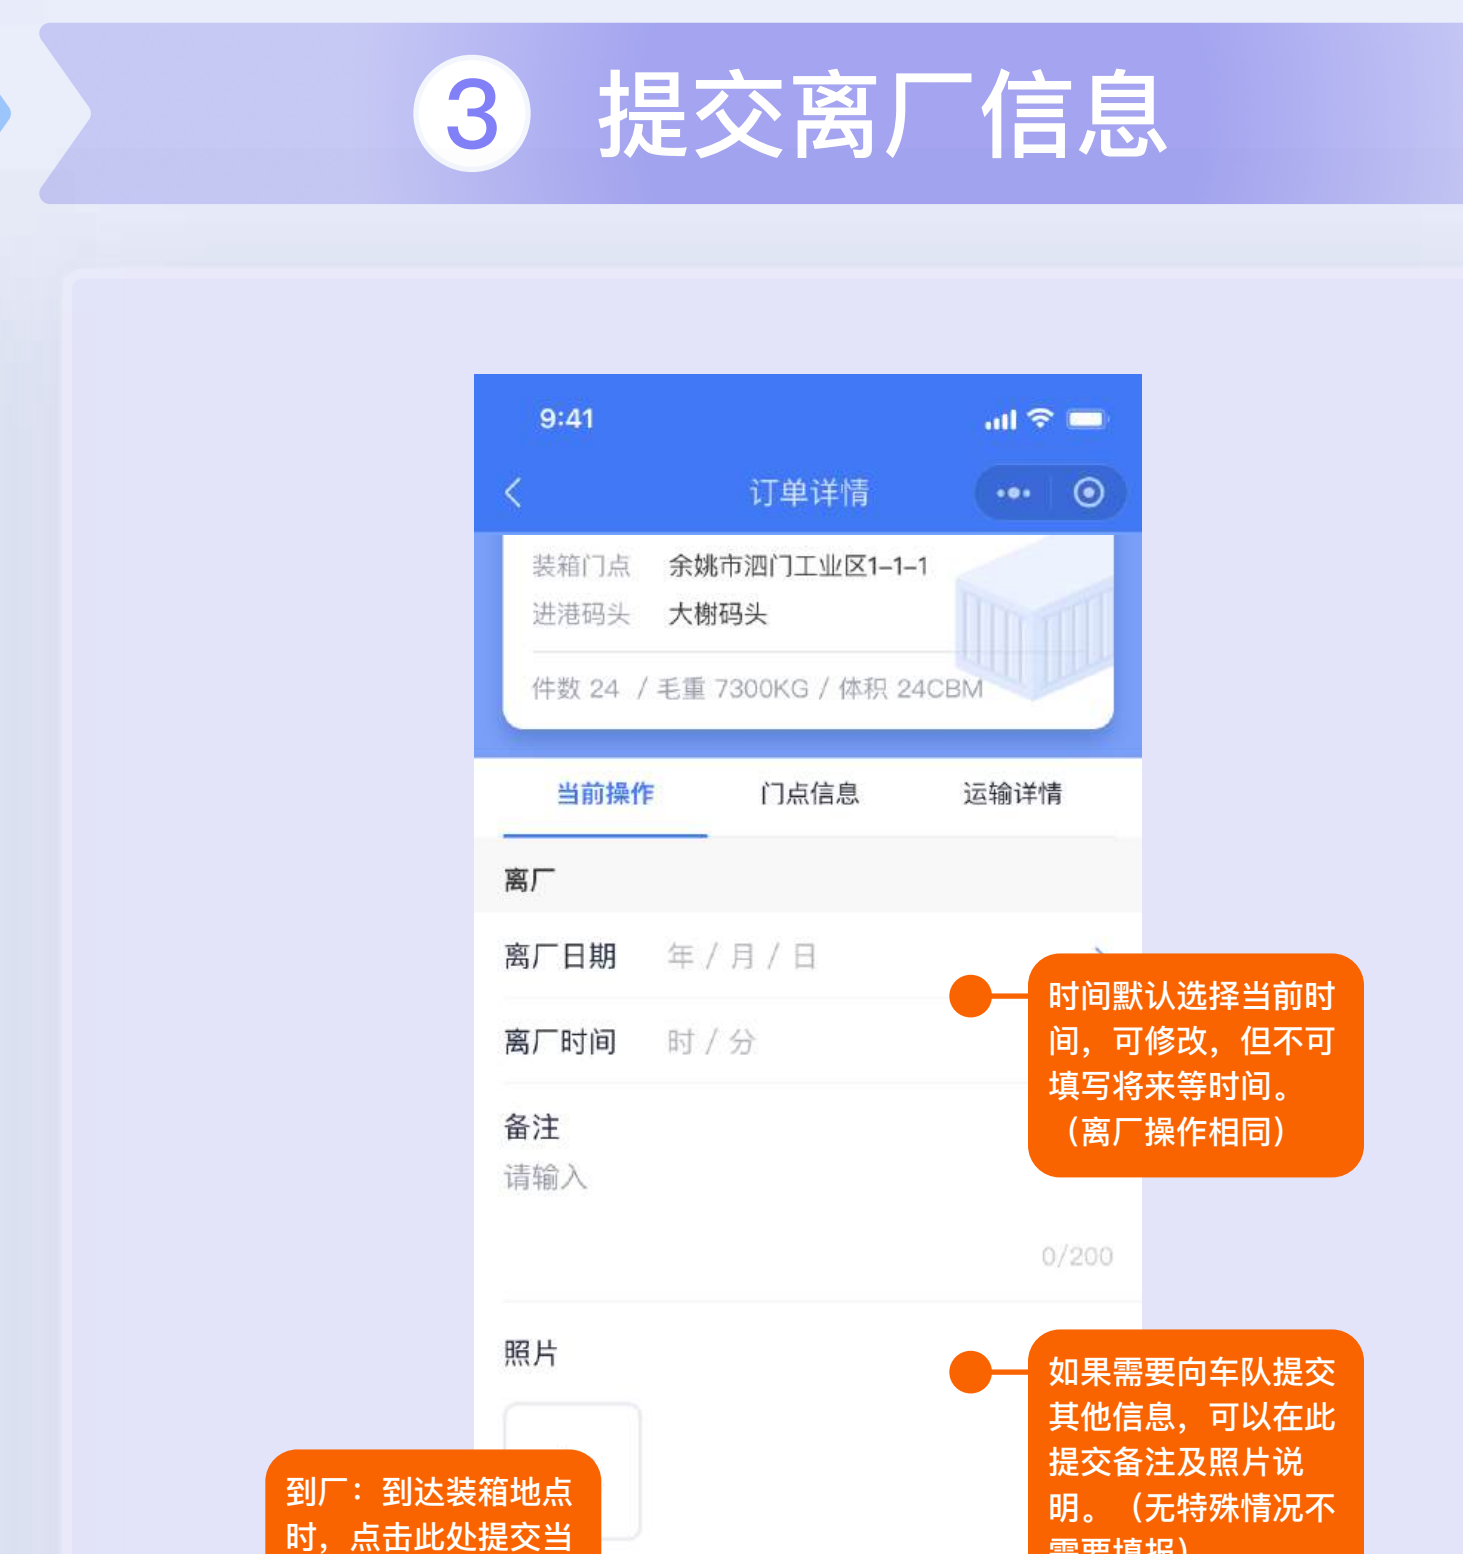 3 提交离厂信息
9:41
订单详情
装箱门点 余姚市泗门工业区1-1-1
进港码头 大榭码头
件数 24 / 毛重 7300KG / 体积 24CBM
当前操作 门点信息 运输详情
离厂
离厂日期 年 / 月 / 日
离厂时间 时 / 分
时间默认选择当前时
间，可修改，但不可
填写将来等时间。
（离厂操作相同）
备注
请输入
0/200
照片
如果需要向车队提交
其他信息，可以在此
提交备注及照片说
明。（无特殊情况不
需要填报）
到厂：到达装箱地点
时，点击此处提交当